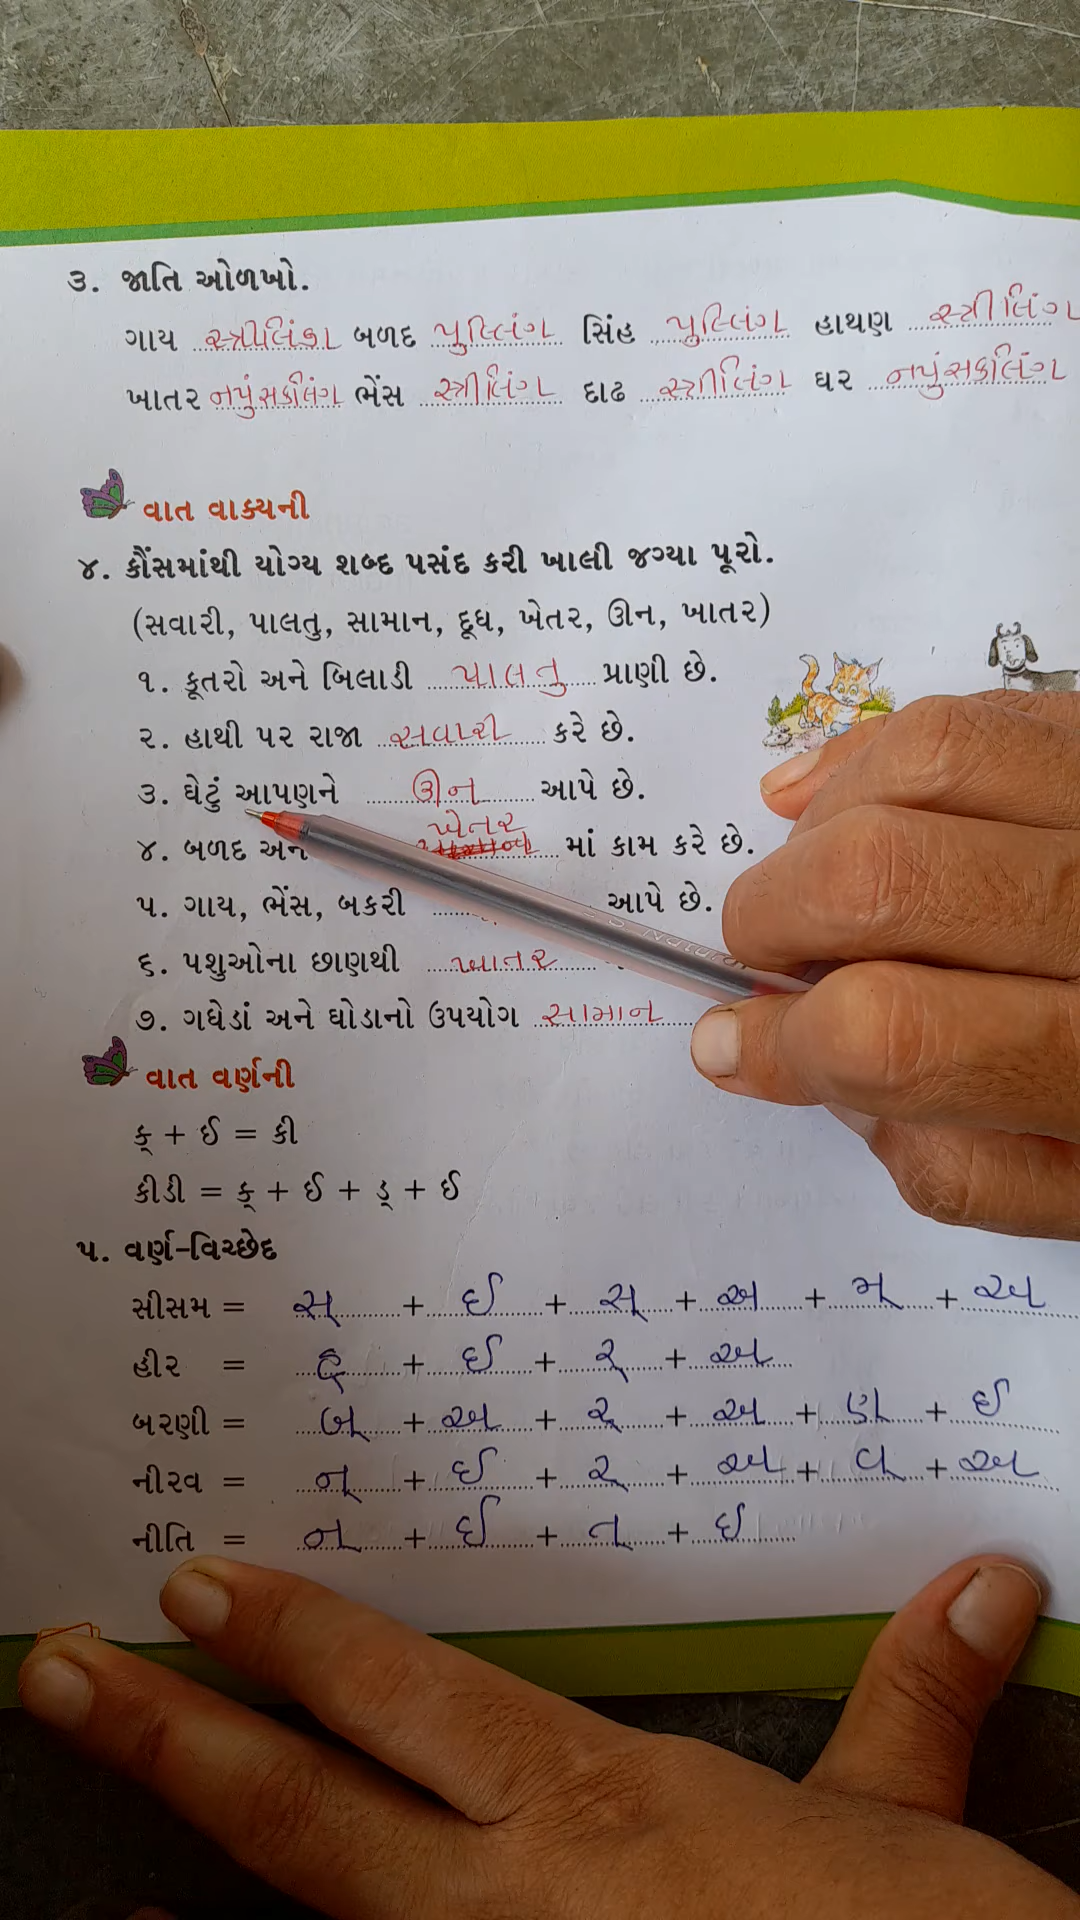 ૩. જાતિ ઓળખો.
ગાય સ્ત્રીલિંગ બળદ પુલ્લિંગ સિંહ પુલ્લિંગ હાથણ સ્ત્રીલિંગ
ખાતર નપુંસકલિંગ ભેંસ સ્ત્રીલિંગ દાઢ સ્ત્રીલિંગ ઘર નપુંસકલિંગ
વાત વાક્યની
૪. કૌંસમાંથી યોગ્ય શબ્દ પસંદ કરી ખાલી જગ્યા પૂરો.
(સવારી, પાલતુ, સામાન, દૂધ, ખેતર, ઊન, ખાતર)
૧. કૂતરો અને બિલાડી પાલતુ પ્રાણી છે.
૨. હાથી પર રાજા સવારી કરે છે.
૩. ઘેટું આપણને ઊન આપે છે.
૪. બળદ અને ખેતર માં કામ કરે છે.
૫. ગાય, ભેંસ, બકરી આપે છે.
૬. પશુઓના છાણથી ખાતર
૭. ગધેડાં અને ઘોડાનો ઉપયોગ સામાન
વાત વર્ણની
ક્ + ઈ = કી
કીડી = ક્ + ઈ + ડ્ + ઈ
૫. વર્ણ-વિચ્છેદ
સીસમ = સ્ + ઈ + સ્ + અ + મ્ + અ
હીર = હ્ + ઈ + ર્ + અ
બરણી = બ્ + અ + ર્ + અ + ણ્ + ઈ
નીરવ = ન્ + ઈ + ર્ + અ + વ્ + અ
નીતિ = ન્ + ઈ + ત્ + ઇ